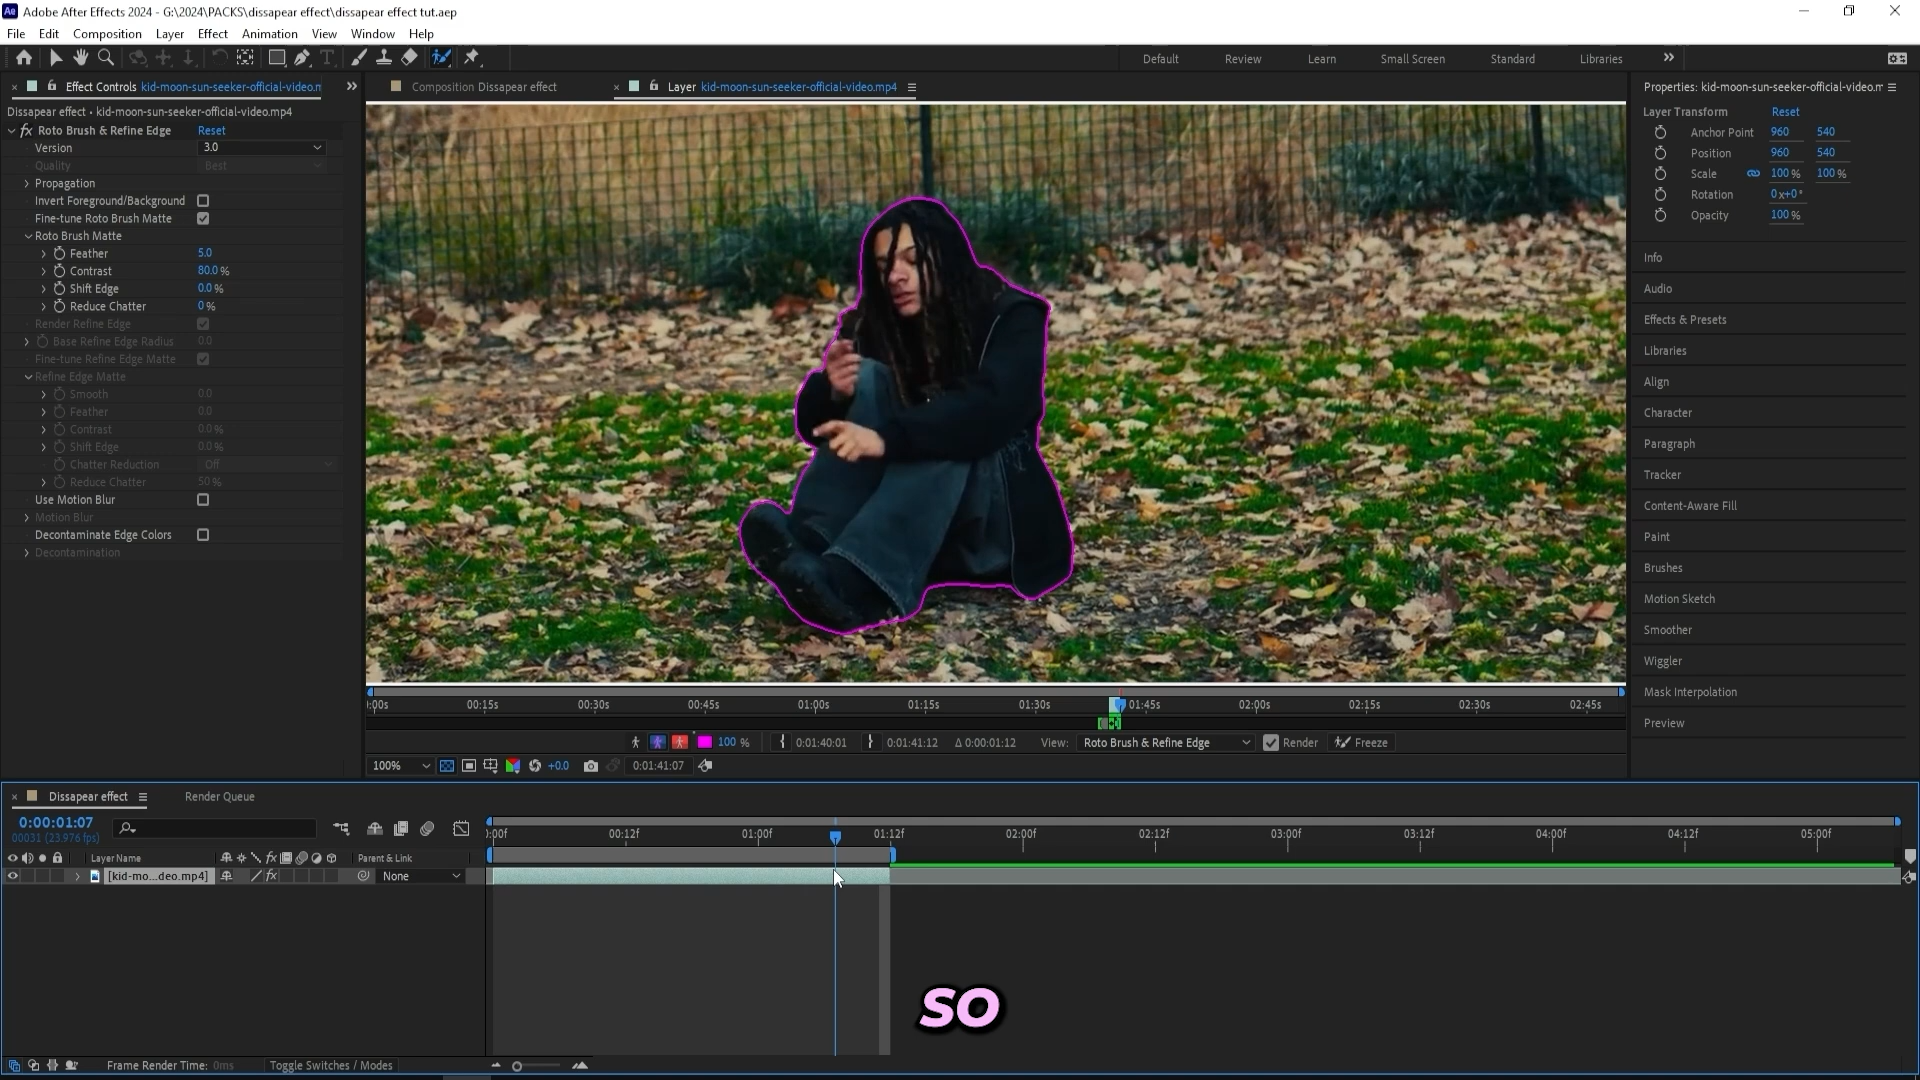 Ae Adobe After Effects 2024 - G:\2024\PACKS\dissapear effect\dissapear effect tut.aep
File Edit Composition Layer Effect Animation View Window Help
Default Review Learn Small Screen Standard Libraries
Effect Controls kid-moon-sun-seeker-official-video.m
Composition Dissapear effect
Layer kid-moon-sun-seeker-official-video.mp4
Properties: kid-moon-sun-seeker-official-video.m
Dissapear effect • kid-moon-sun-seeker-official-video.mp4
fx Roto Brush & Refine Edge Reset
Version 3.0
Quality Best
Propagation
Invert Foreground/Background
Fine-tune Roto Brush Matte
Roto Brush Matte
Feather 5.0
Contrast 80.0 %
Shift Edge 0.0 %
Reduce Chatter 0 %
Render Refine Edge
Base Refine Edge Radius 0.0
Fine-tune Refine Edge Matte
Refine Edge Matte
Smooth 0.0
Feather 0.0
Contrast 0.0 %
Shift Edge 0.0 %
Chatter Reduction Off
Reduce Chatter 50 %
Use Motion Blur
Motion Blur
Decontaminate Edge Colors
Decontamination
Layer Transform Reset
Anchor Point 960 540
Position 960 540
Scale 100 % 100 %
Rotation 0x+0°
Opacity 100 %
Info
Audio
Effects & Presets
Libraries
Align
Character
Paragraph
Tracker
Content-Aware Fill
Paint
Brushes
Motion Sketch
Smoother
Wiggler
Mask Interpolation
Preview
:00s 00:15s 00:30s 00:45s 01:00s 01:15s 01:30s 01:45s 02:00s 02:15s 02:30s 02:45s
100 % 0:01:40:01 0:01:41:12 Δ 0:00:01:12 View: Roto Brush & Refine Edge Render Freeze
100% +0.0 0:01:41:07
Dissapear effect Render Queue
0:00:01:07
00031 (23.976 fps)
:00f 00:12f 01:00f 01:12f 02:00f 02:12f 03:00f 03:12f 04:00f 04:12f 05:00f
Layer Name fx Parent & Link
[kid-mo...deo.mp4] fx None
SO
Frame Render Time: 0ms Toggle Switches / Modes